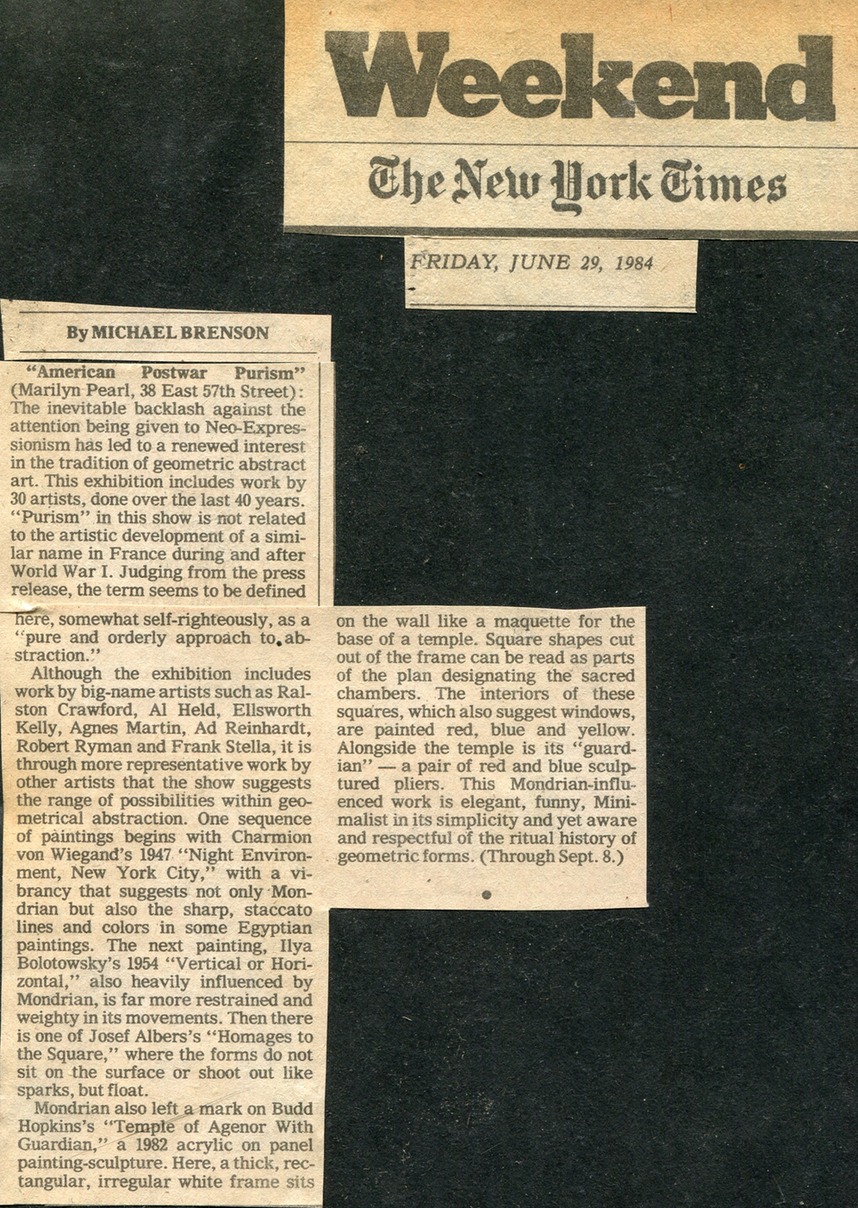 Weekend
The New York Times
FRIDAY, JUNE 29, 1984
By MICHAEL BRENSON
“American Postwar Purism”
(Marilyn Pearl, 38 East 57th Street):
The inevitable backlash against the
attention being given to Neo-Expres-
sionism has led to a renewed interest
in the tradition of geometric abstract
art. This exhibition includes work by
30 artists, done over the last 40 years.
“Purism” in this show is not related
to the artistic development of a simi-
lar name in France during and after
World War I. Judging from the press
release, the term seems to be defined
here, somewhat self-righteously, as a
“pure and orderly approach to ab-
straction.”
Although the exhibition includes
work by big-name artists such as Ral-
ston Crawford, Al Held, Ellsworth
Kelly, Agnes Martin, Ad Reinhardt,
Robert Ryman and Frank Stella, it is
through more representative work by
other artists that the show suggests
the range of possibilities within geo-
metrical abstraction. One sequence
of paintings begins with Charmion
von Wiegand’s 1947 “Night Environ-
ment, New York City,” with a vi-
brancy that suggests not only Mon-
drian but also the sharp, staccato
lines and colors in some Egyptian
paintings. The next painting, Ilya
Bolotowsky’s 1954 “Vertical or Hori-
zontal,” also heavily influenced by
Mondrian, is far more restrained and
weighty in its movements. Then there
is one of Josef Albers’s “Homages to
the Square,” where the forms do not
sit on the surface or shoot out like
sparks, but float.
Mondrian also left a mark on Budd
Hopkins’s “Temple of Agenor With
Guardian,” a 1982 acrylic on panel
painting-sculpture. Here, a thick, rec-
tangular, irregular white frame sits
on the wall like a maquette for the
base of a temple. Square shapes cut
out of the frame can be read as parts
of the plan designating the sacred
chambers. The interiors of these
squares, which also suggest windows,
are painted red, blue and yellow.
Alongside the temple is its “guard-
ian” — a pair of red and blue sculp-
tured pliers. This Mondrian-influ-
enced work is elegant, funny, Mini-
malist in its simplicity and yet aware
and respectful of the ritual history of
geometric forms. (Through Sept. 8.)